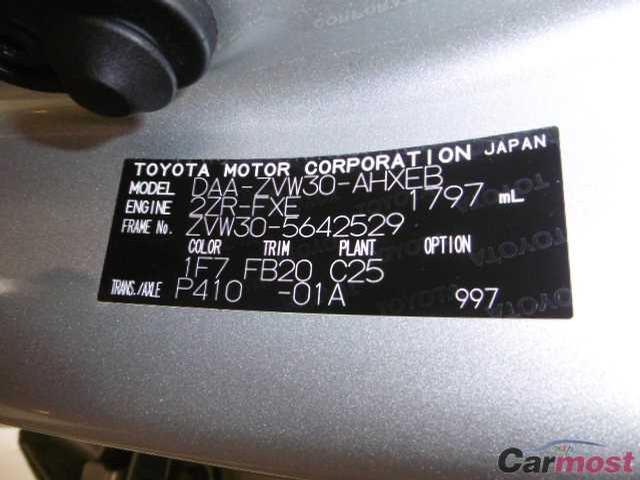 TOYOTA MOTOR CORPORATION JAPAN
MODEL DAA-ZVW30-AHXEB
ENGINE 2ZR-FXE 1797 mL
FRAME No. ZVW30-5642529
COLOR TRIM PLANT OPTION
1F7 FB20 C25
TRANS./AXLE P410 -01A 997
Carmost